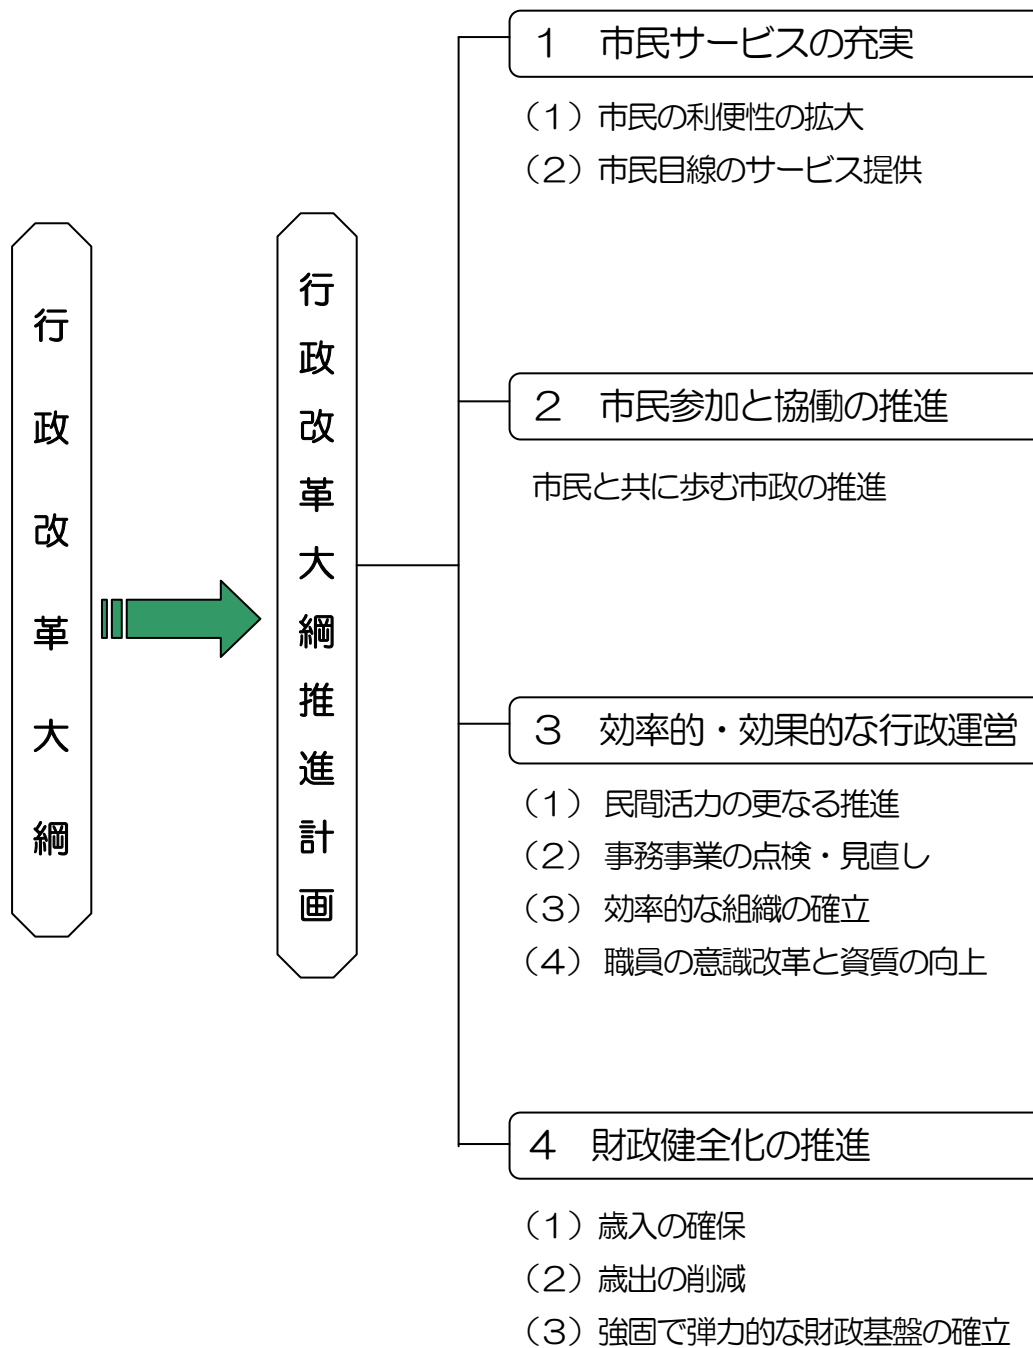 行政改革大綱
行政改革大綱推進計画
１　市民サービスの充実
（１）市民の利便性の拡大
（２）市民目線のサービス提供
２　市民参加と協働の推進
市民と共に歩む市政の推進
３　効率的・効果的な行政運営
（１） 民間活力の更なる推進
（２） 事務事業の点検・見直し
（３） 効率的な組織の確立
（４） 職員の意識改革と資質の向上
４　財政健全化の推進
（１）歳入の確保
（２）歳出の削減
（３）強固で弾力的な財政基盤の確立